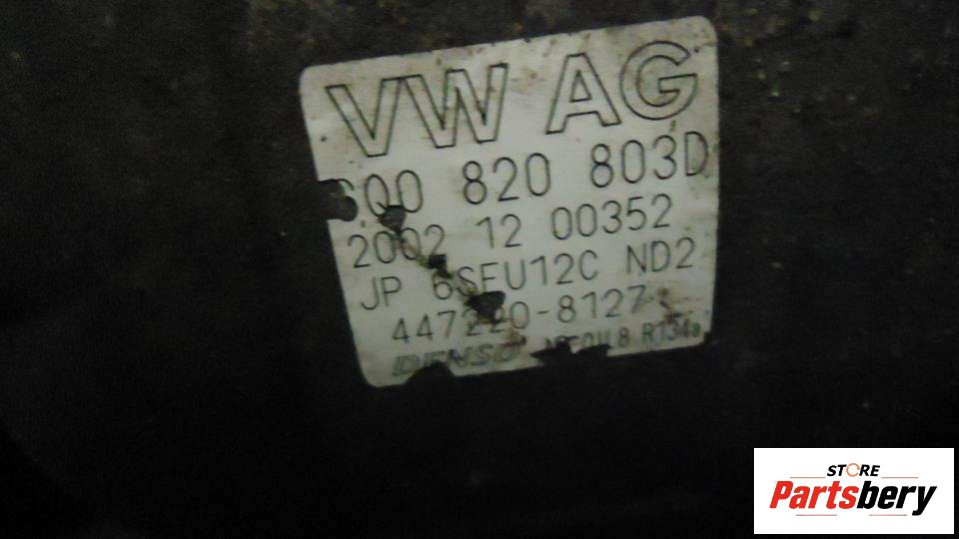 VW AG
6Q0 820 803D
2002 12 00352
JP 6SEU12C ND2
447220-8127
DENSO R134a
STORE
Partsbery